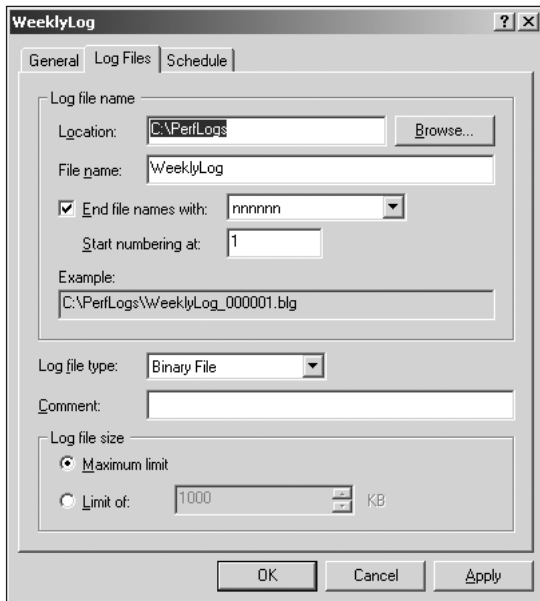 WeeklyLog
General Log Files Schedule
Log file name
Location: C:\PerfLogs Browse...
File name: WeeklyLog
End file names with: nnnnnn
Start numbering at: 1
Example:
C:\PerfLogs\WeeklyLog_000001.blg
Log file type: Binary File
Comment:
Log file size
Maximum limit
Limit of: 1000 KB
OK Cancel Apply